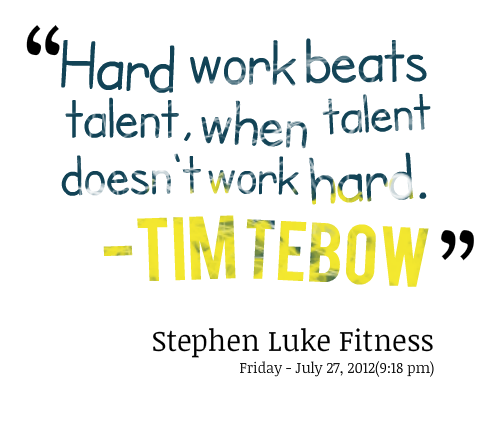 “Hard work beats
talent, when talent
doesn't work hard.
-TIM TEBOW”
Stephen Luke Fitness
Friday - July 27, 2012(9:18 pm)